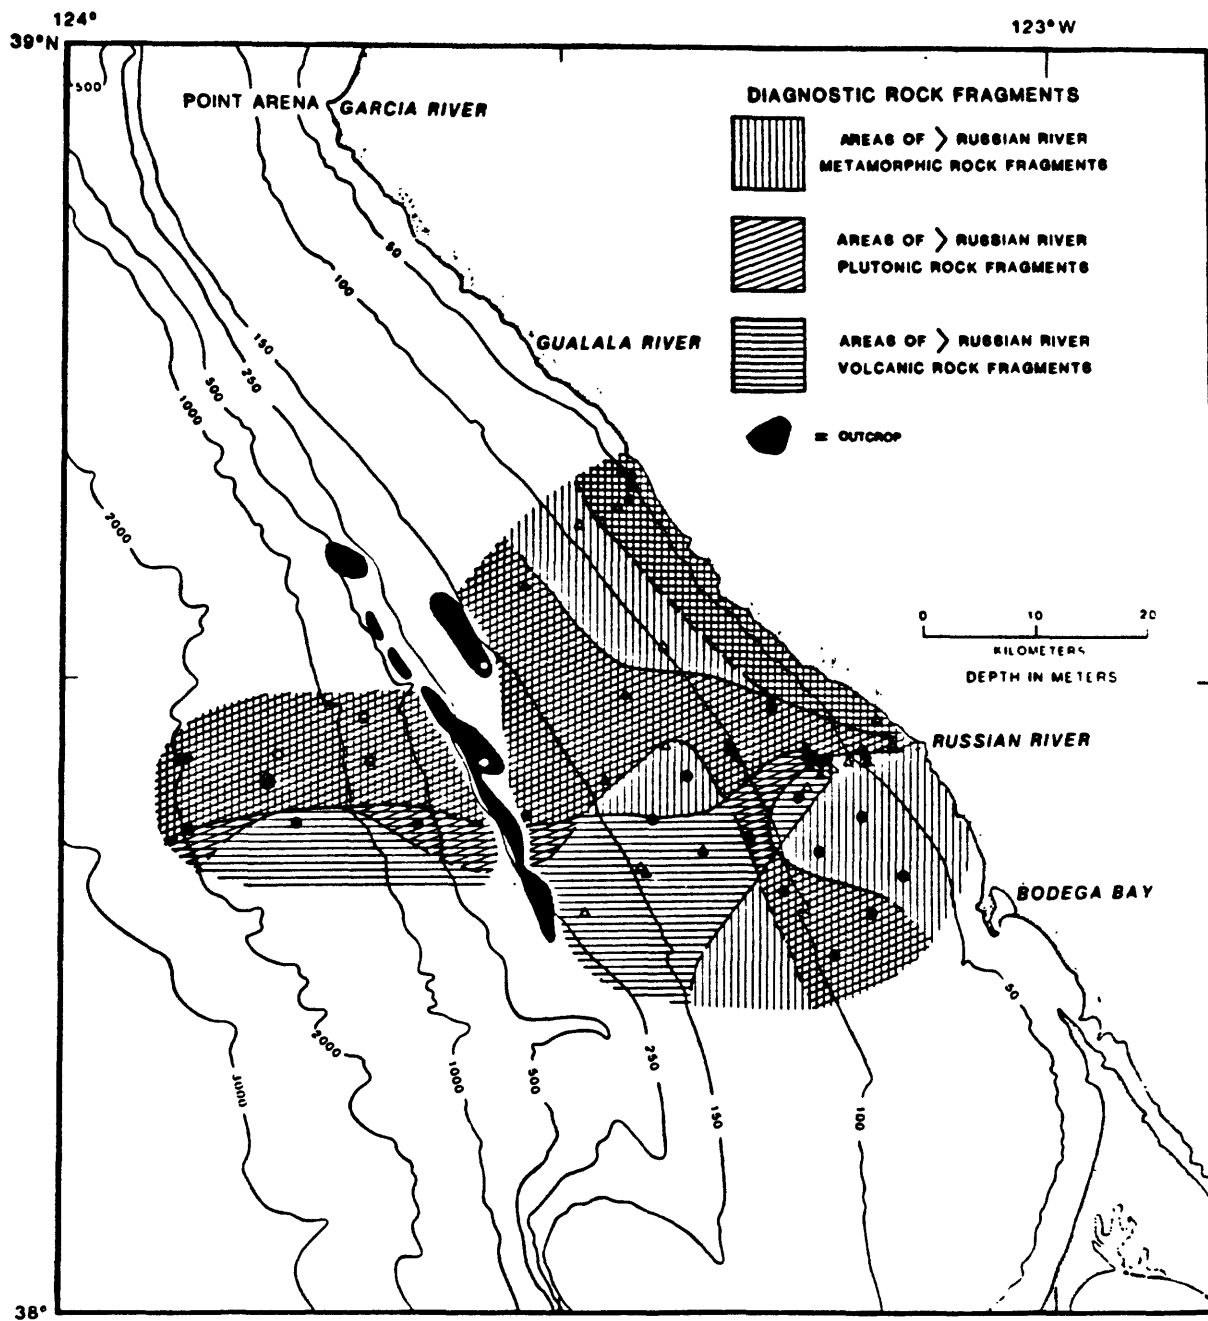 124°
39°N
123°W
500
POINT ARENA
GARCIA RIVER
DIAGNOSTIC ROCK FRAGMENTS
AREAS OF > RUSSIAN RIVER
METAMORPHIC ROCK FRAGMENTS
AREAS OF > RUSSIAN RIVER
PLUTONIC ROCK FRAGMENTS
AREAS OF > RUSSIAN RIVER
VOLCANIC ROCK FRAGMENTS
= OUTCROP
50
100
GUALALA RIVER
150
250
500
1000
2000
0 10 20
KILOMETERS
DEPTH IN METERS
RUSSIAN RIVER
BODEGA BAY
50
2000
3000
1000
500
250
150
100
38°